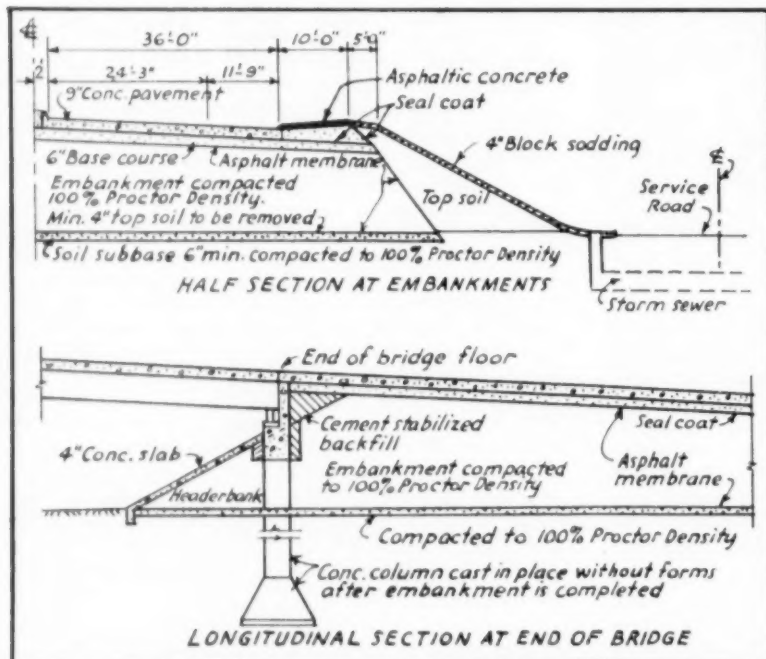 36'-0"
10'-0"
5'-0"
24'-3"
11'-9"
9" Conc. pavement
Asphaltic concrete
Seal coat
6" Base course
Asphalt membrane
4" Block sodding
Embankment compacted
100% Proctor Density.
Min. 4" top soil to be removed
Top soil
Service
Road
Soil subbase 6" min. compacted to 100% Proctor Density
HALF SECTION AT EMBANKMENTS
Storm sewer
End of bridge floor
Cement stabilized
backfill
Seal coat
4" Conc. slab
Embankment compacted
to 100% Proctor Density
Asphalt
membrane
Headerbank
Compacted to 100% Proctor Density
Conc. column cast in place without forms
after embankment is completed
LONGITUDINAL SECTION AT END OF BRIDGE